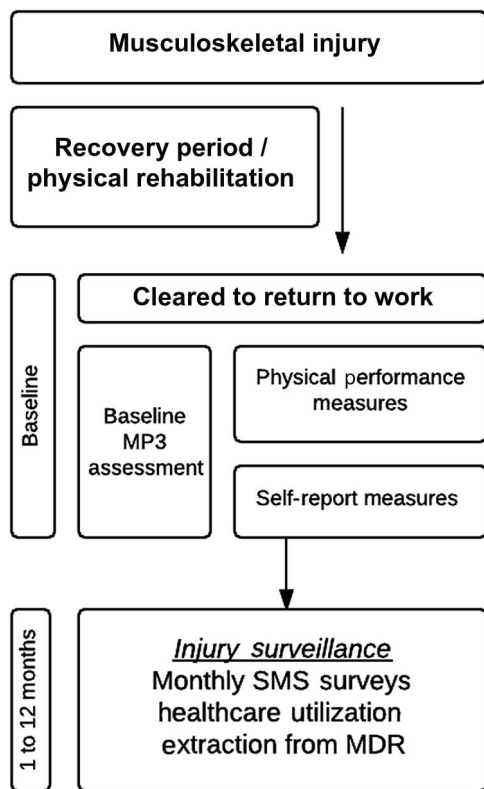 Musculoskeletal injury
Recovery period /
physical rehabilitation
Baseline
Cleared to return to work
Baseline
MP3
assessment
Physical performance
measures
Self-report measures
1 to 12 months
Injury surveillance
Monthly SMS surveys
healthcare utilization
extraction from MDR